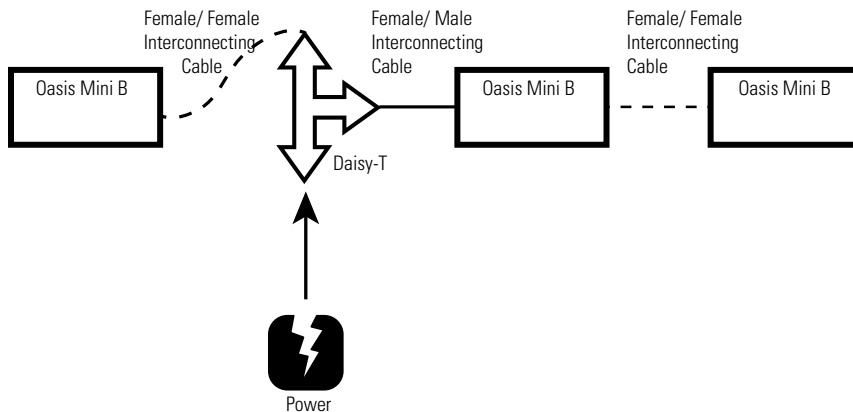 Female/ Female
Interconnecting
Cable
Female/ Male
Interconnecting
Cable
Female/ Female
Interconnecting
Cable
Oasis Mini B
Oasis Mini B
Oasis Mini B
Daisy-T
Power